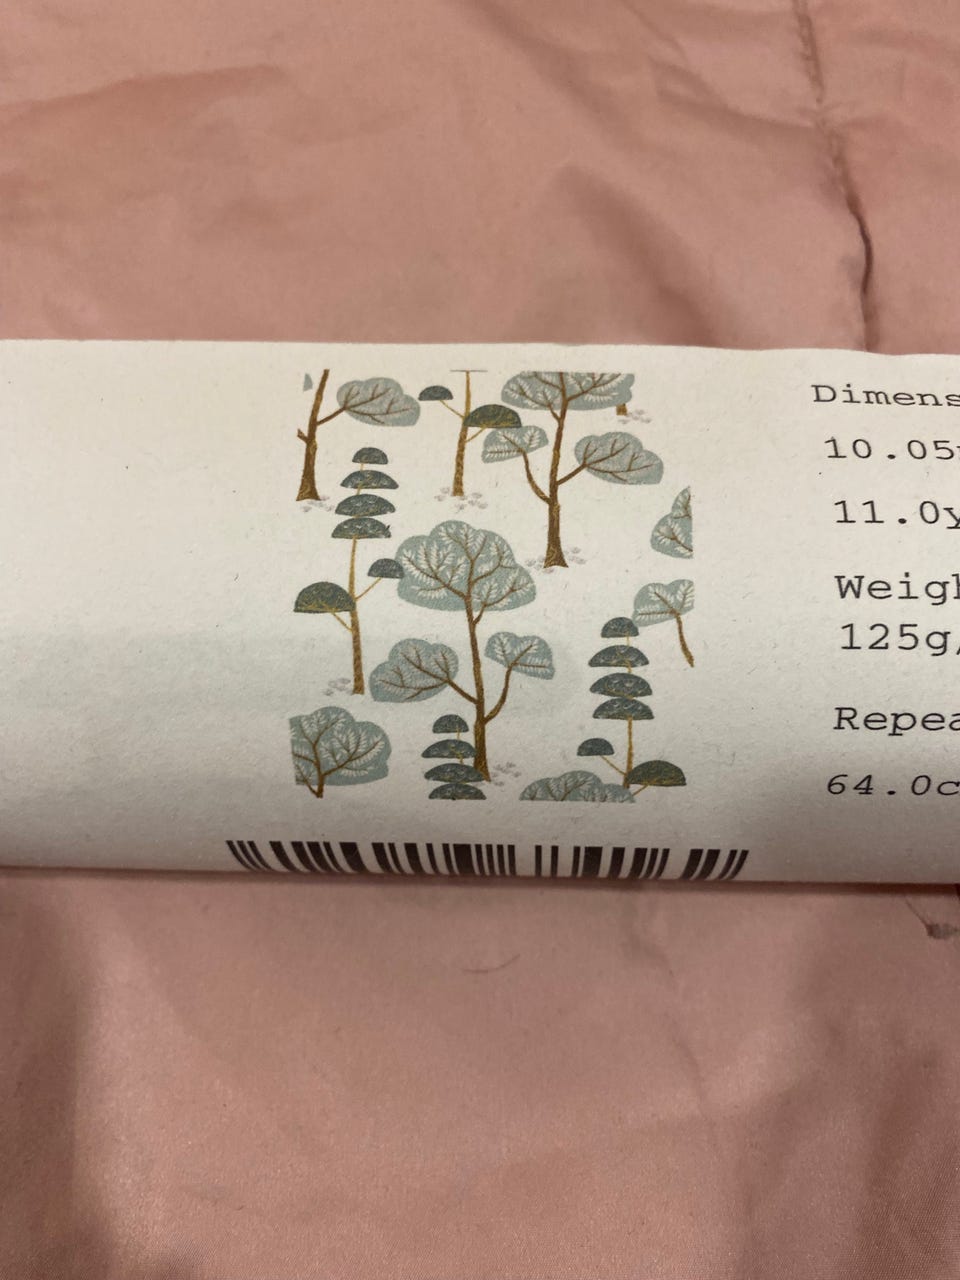 Dimens
10.05
11.0y
Weigh
125g/
Repea
64.0c